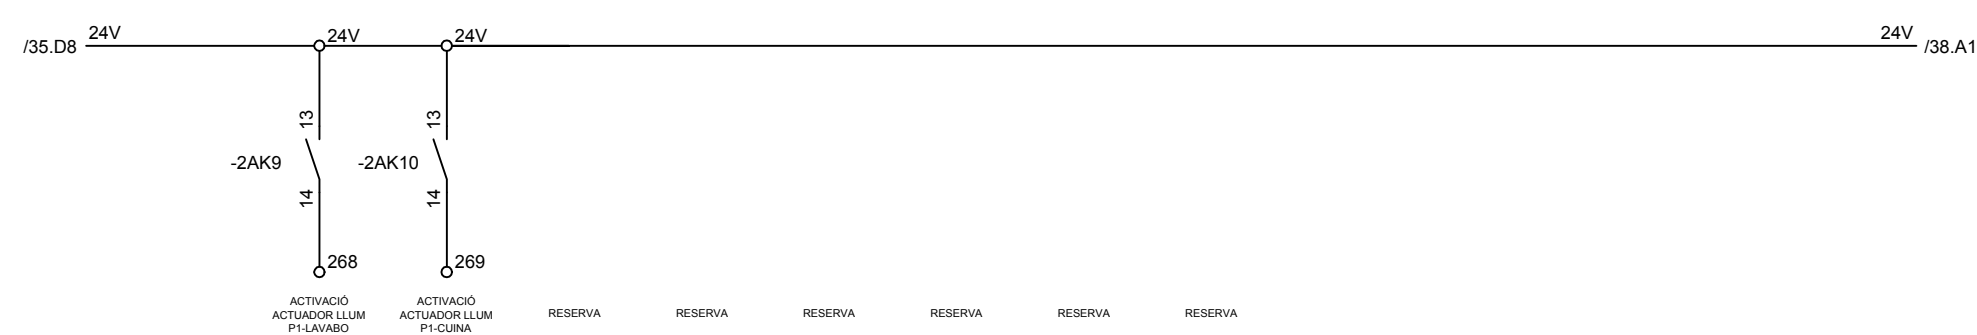 /35.D8 24V 24V 24V 24V /38.A1
13 13
-2AK9 -2AK10
14 14
268 269
ACTIVACIÓ
ACTUADOR LLUM
P1-LAVABO
ACTIVACIÓ
ACTUADOR LLUM
P1-CUINA
RESERVA
RESERVA
RESERVA
RESERVA
RESERVA
RESERVA